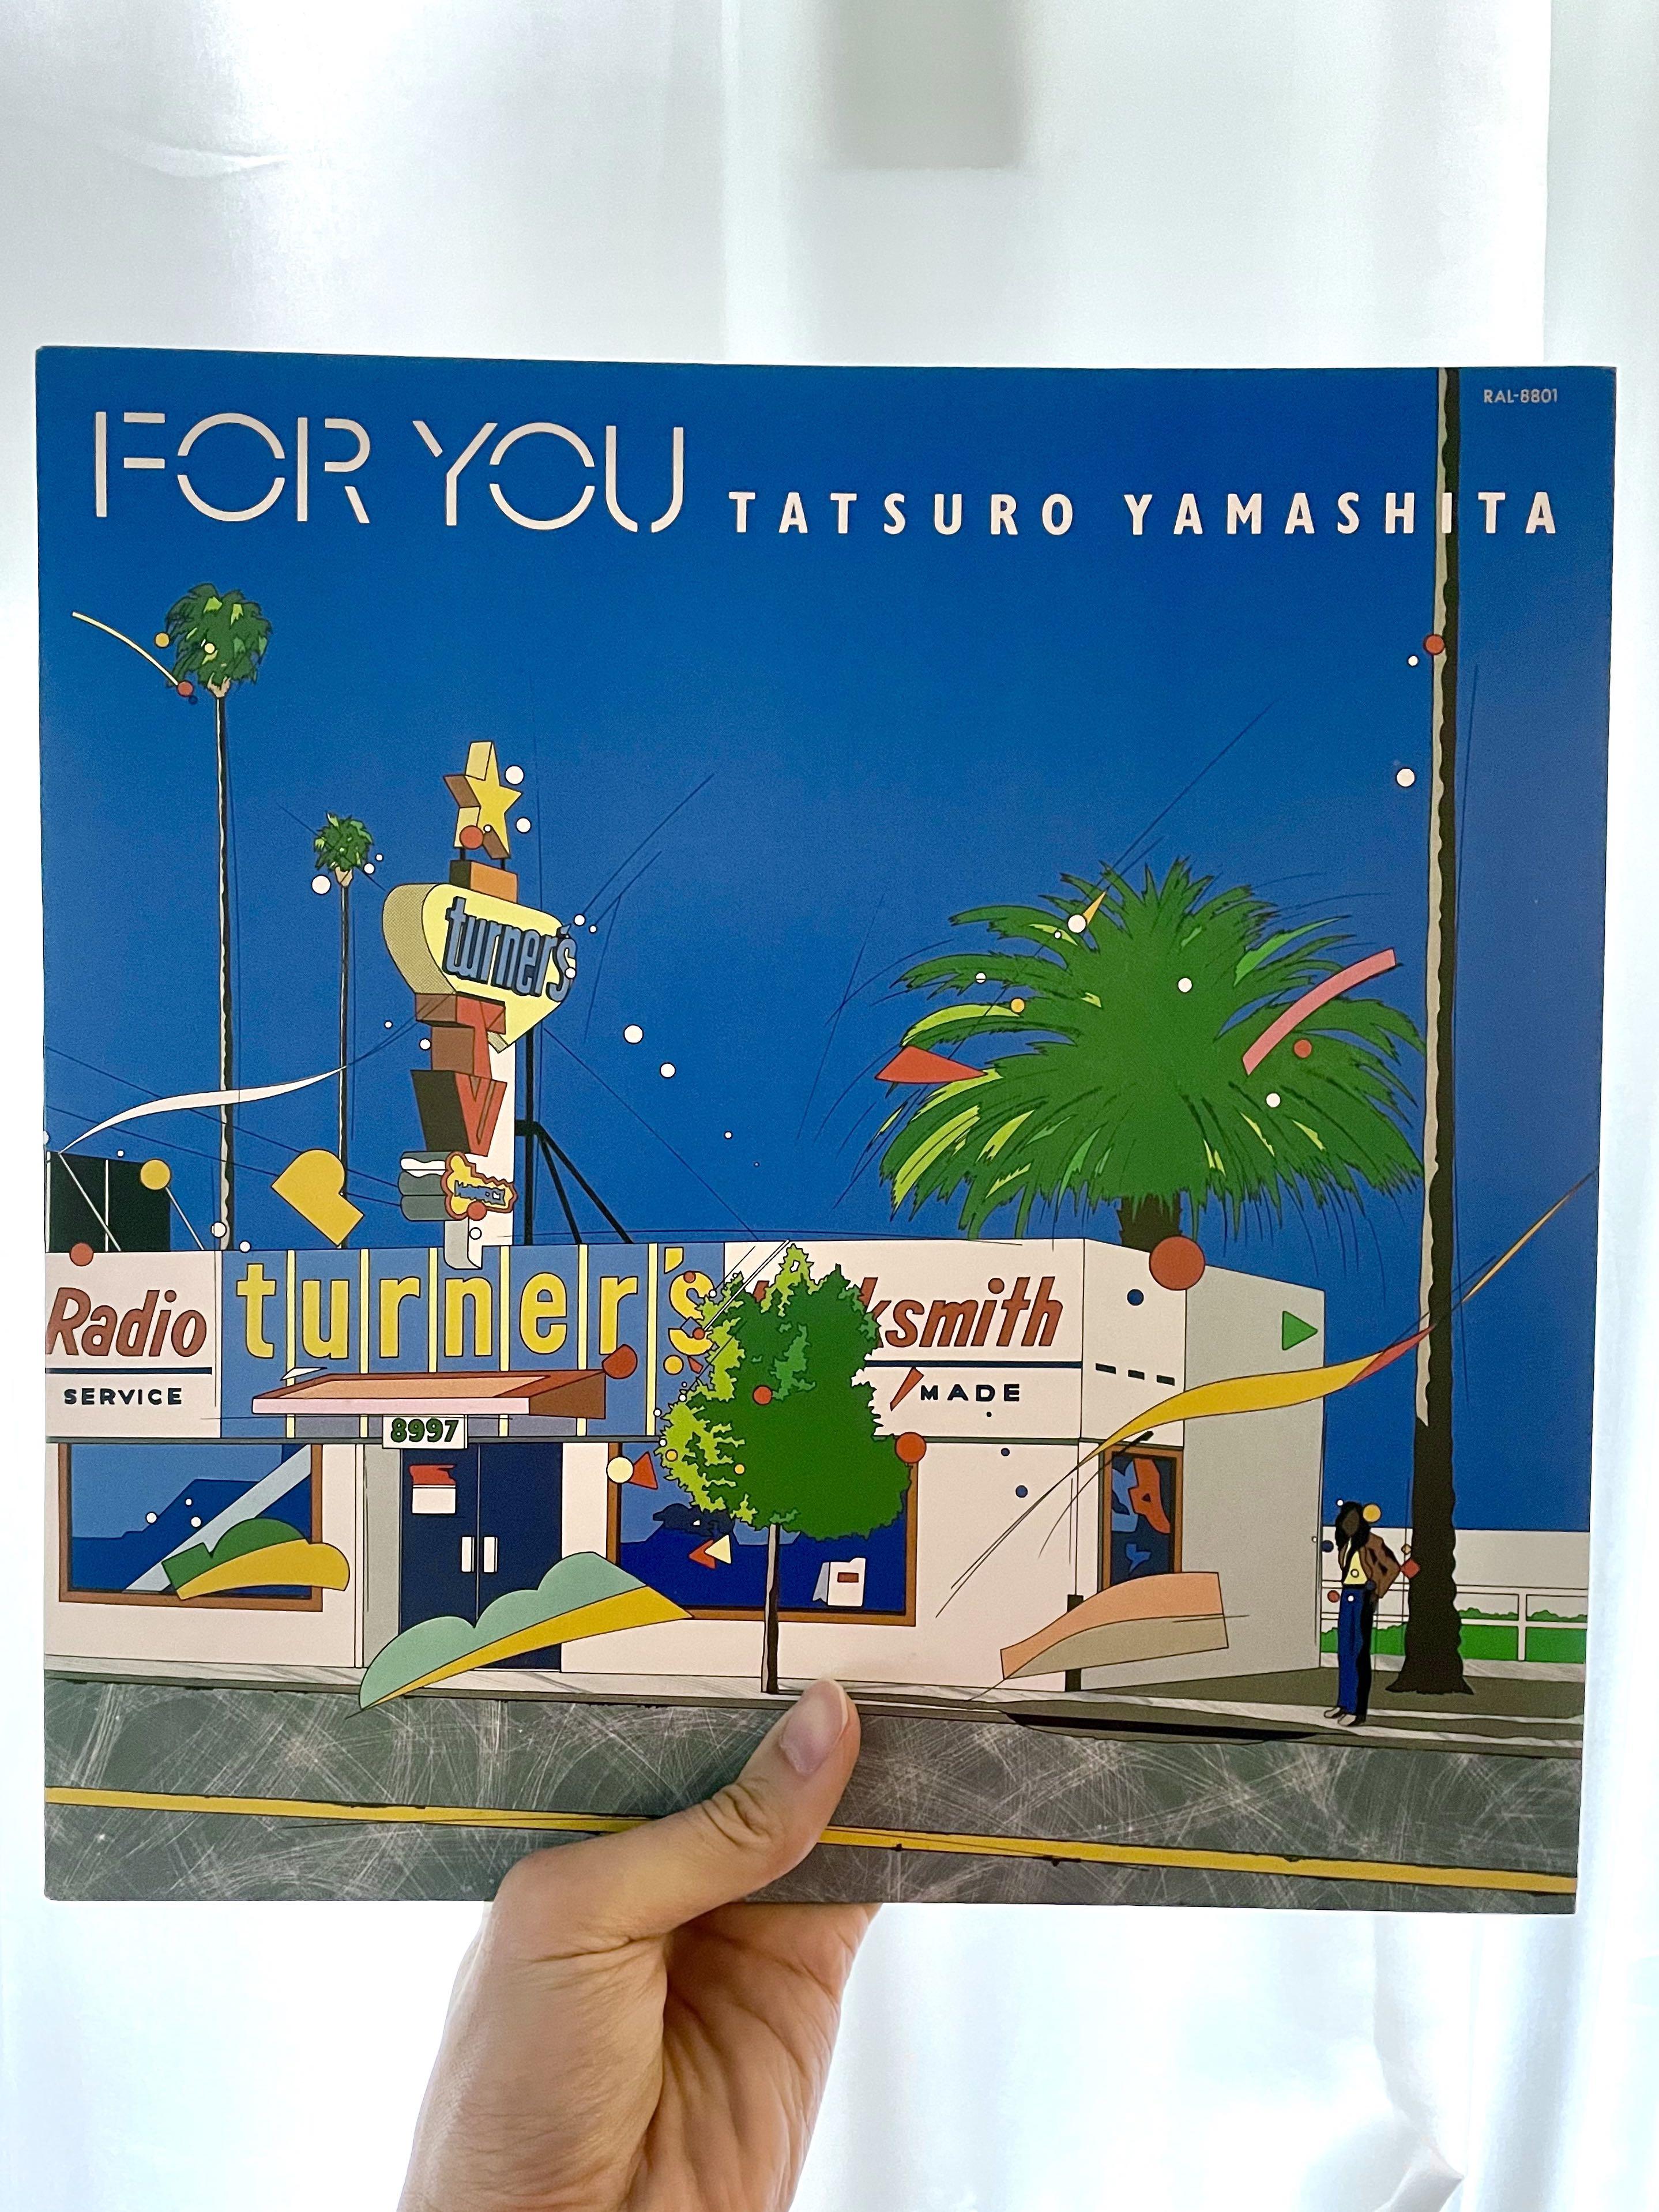 RAL-8801
FOR YOU TATSURO YAMASHITA
turner's
TV
Radio
SERVICE
turner's
ksmith
MADE
8997